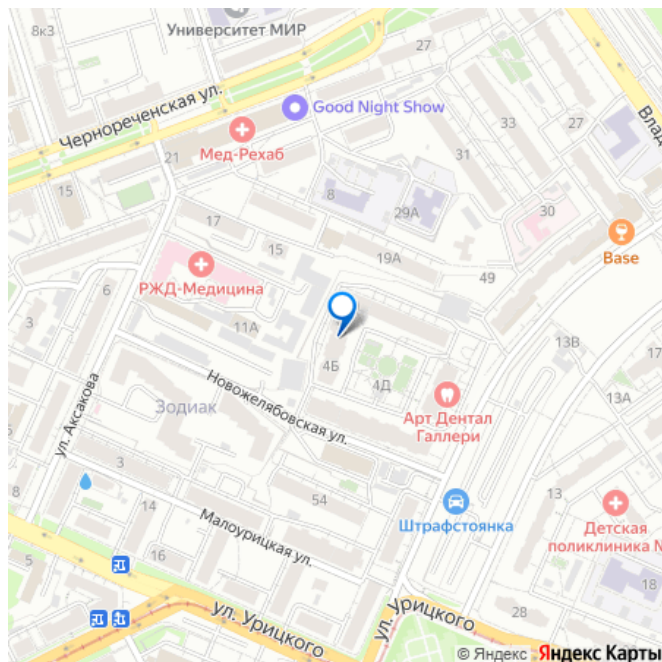 8к3
Университет МИР
27
Чернореченская ул.
Good Night Show
Мед-Рехаб
33
27
Влад
21
31
15
8
29А
30
17
15
19А
49
Base
РЖД-Медицина
6
3
11А
13В
17
4Б
4Д
13А
Новожелябовская ул.
Зодиак
ул. Аксакова
Арт Дентал
Галлери
3
8
54
13
14
Малоурицкая ул.
Штрафстоянка
Детская
поликлиника №
5
16
18
ул. Урицкого
ул. Урицкого
28
© Яндекс Яндекс Карты